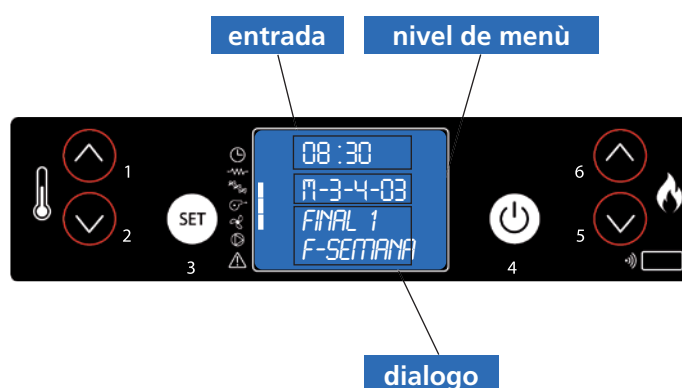 entrada nivel de menù
08:30
1 6
M-3-4-03
SET
FINAL 1
2 5
F-SEMANA
3 4
dialogo